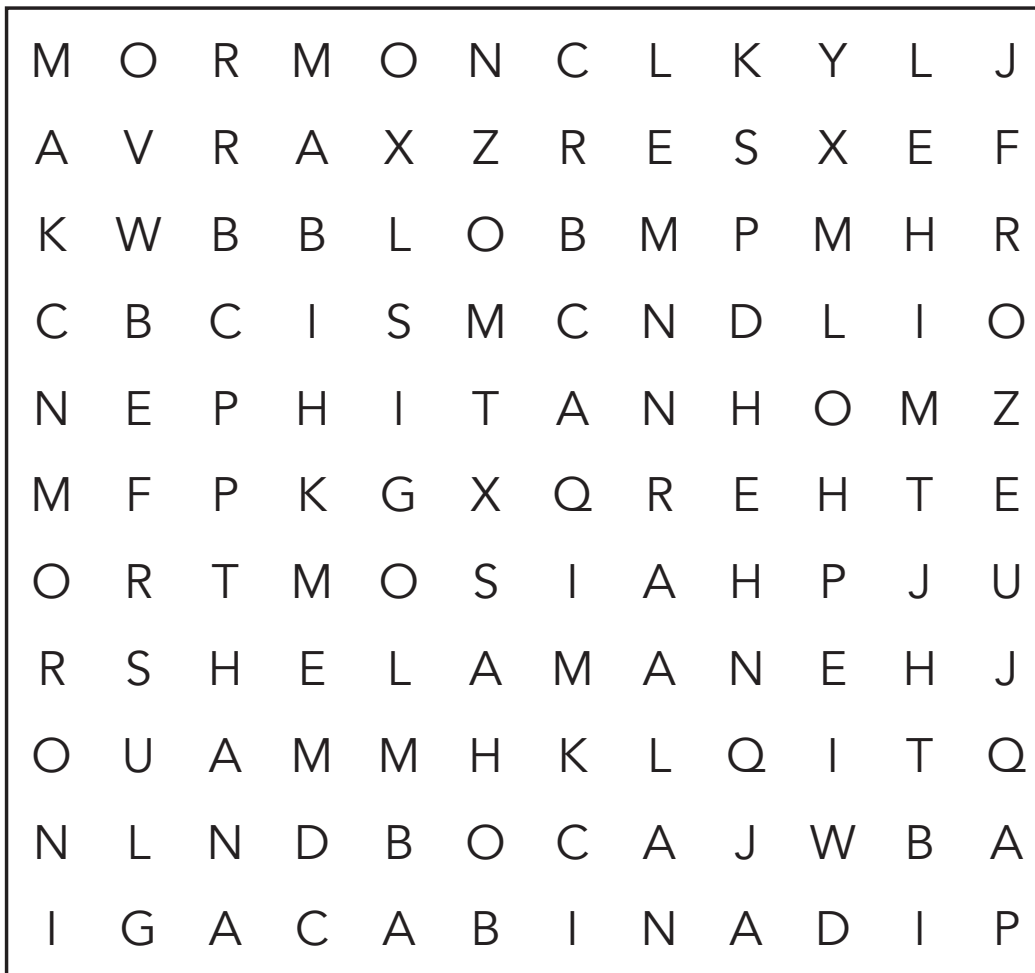 M O R M O N C L K Y L J
A V R A X Z R E S X E F
K W B B L O B M P M H R
C B C I S M C N D L I O
N E P H I T A N H O M Z
M F P K G X Q R E H T E
O R T M O S I A H P J U
R S H E L A M A N E H J
O U A M M H K L Q I T Q
N L N D B O C A J W B A
I G A C A B I N A D I P